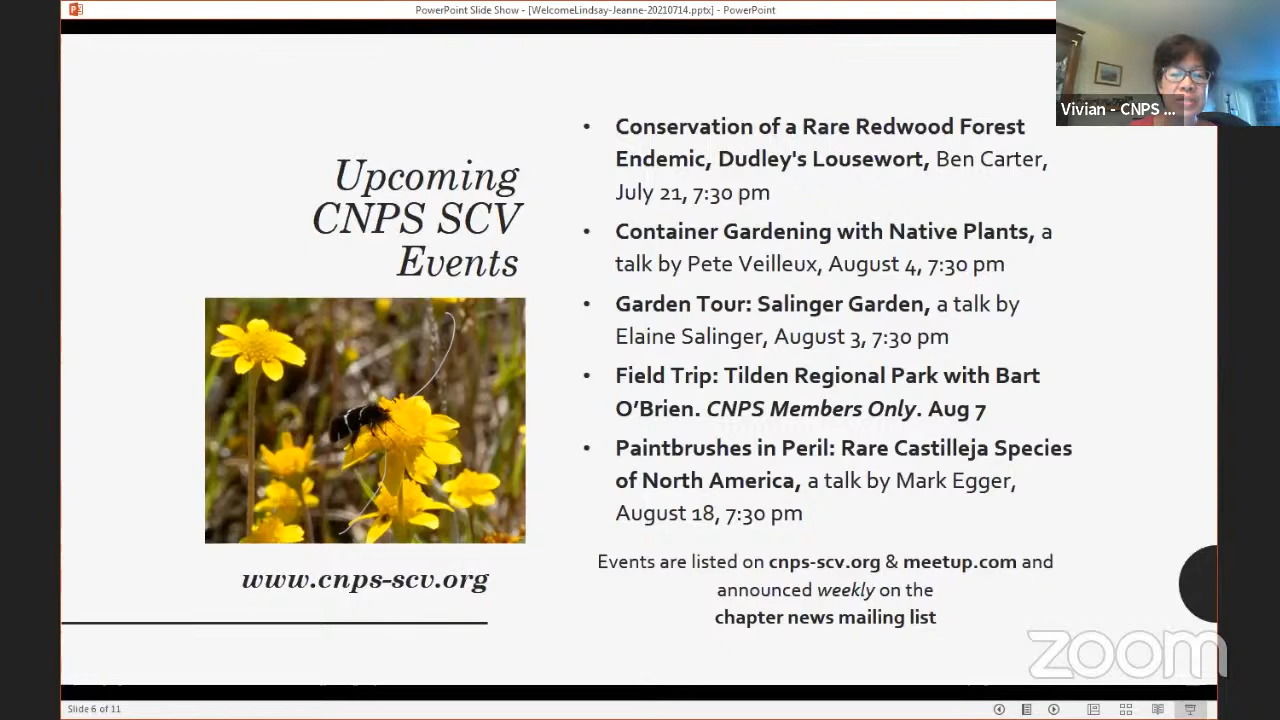 PowerPoint Slide Show - [WelcomeLindsay-Jeanne-20210714.pptx] - PowerPoint
Vivian - CNPS ...
Upcoming
CNPS SCV
Events
www.cnps-scv.org
• Conservation of a Rare Redwood Forest
Endemic, Dudley's Lousewort, Ben Carter,
July 21, 7:30 pm
• Container Gardening with Native Plants, a
talk by Pete Veilleux, August 4, 7:30 pm
• Garden Tour: Salinger Garden, a talk by
Elaine Salinger, August 3, 7:30 pm
• Field Trip: Tilden Regional Park with Bart
O’Brien. CNPS Members Only. Aug 7
• Paintbrushes in Peril: Rare Castilleja Species
of North America, a talk by Mark Egger,
August 18, 7:30 pm
Events are listed on cnps-scv.org & meetup.com and
announced weekly on the
chapter news mailing list
zoom
Slide 6 of 11